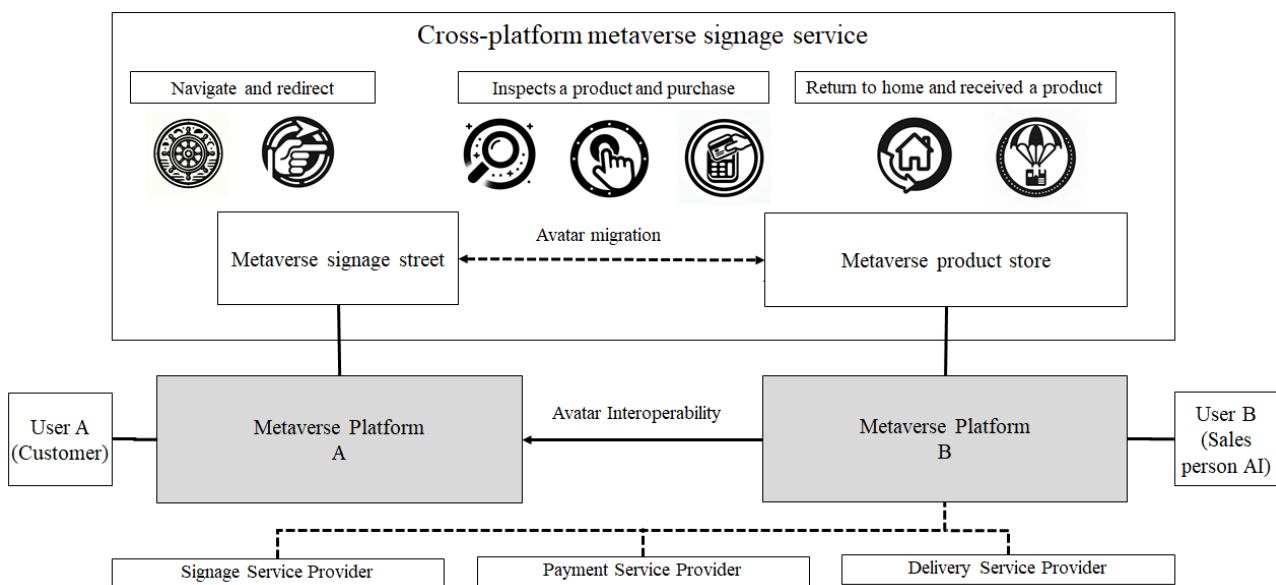 Cross-platform metaverse signage service
Navigate and redirect
Inspects a product and purchase
Return to home and received a product
Avatar migration
Metaverse signage street
Metaverse product store
User A
(Customer)
Metaverse Platform
A
Avatar Interoperability
Metaverse Platform
B
User B
(Sales
person AI)
Signage Service Provider
Payment Service Provider
Delivery Service Provider